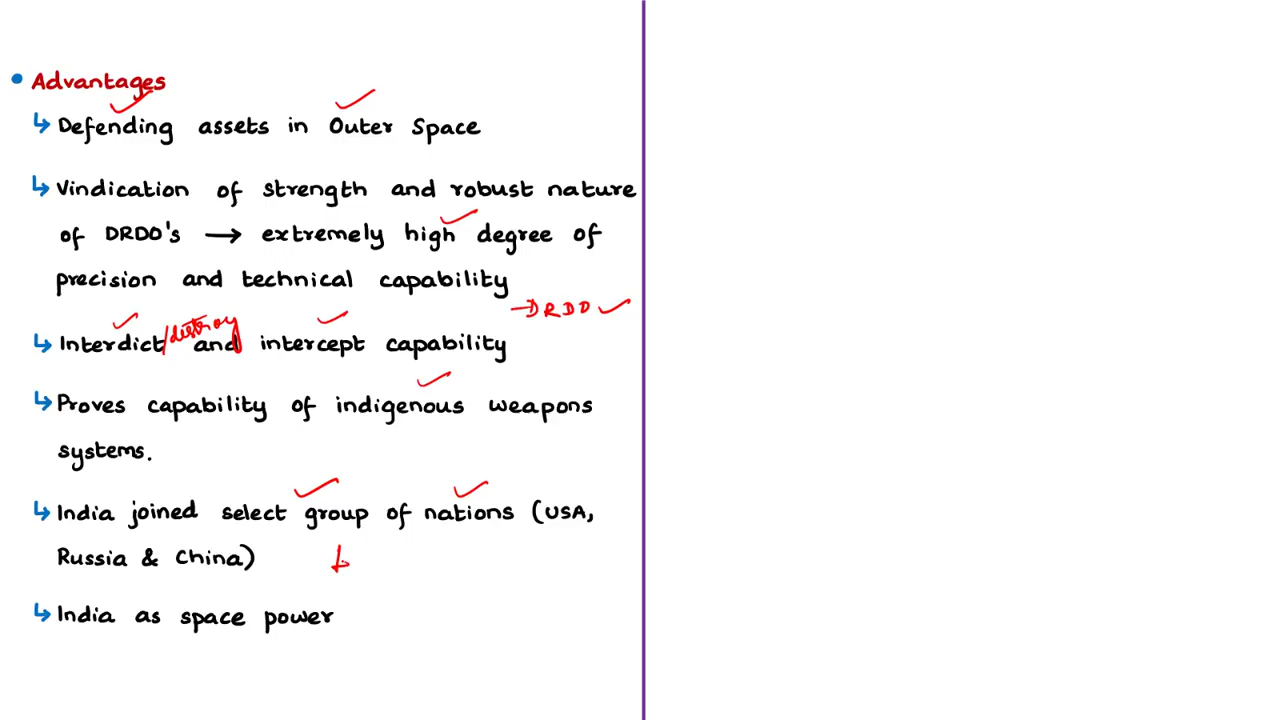 • Advantages
↳ Defending assets in Outer Space
↳ Vindication of strength and robust nature
of DRDO's → extremely high degree of
precision and technical capability
→ DRDO ✓
↳ Interdict/destroy and intercept capability
↳ Proves capability of indigenous weapons
systems.
↳ India joined select group of nations (USA,
Russia & China)
↳ India as space power